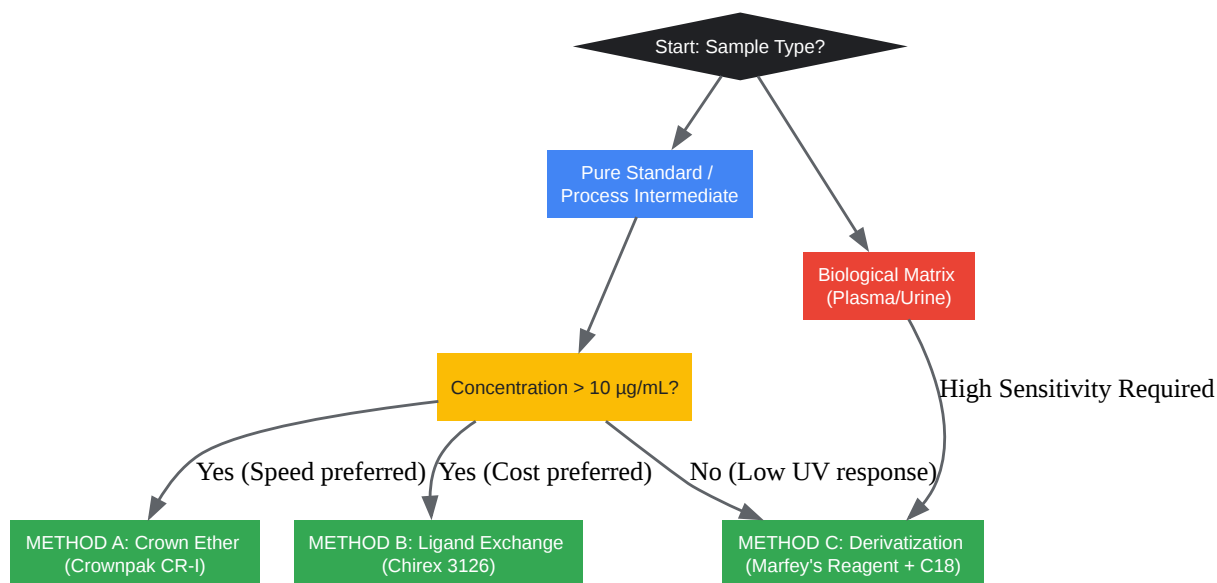 Start: Sample Type?
Pure Standard /
Process Intermediate
Biological Matrix
(Plasma/Urine)
Concentration > 10 µg/mL?
High Sensitivity Required
Yes (Speed preferred)
Yes (Cost preferred)
No (Low UV response)
METHOD A: Crown Ether
(Crownpak CR-I)
METHOD B: Ligand Exchange
(Chirex 3126)
METHOD C: Derivatization
(Marfey's Reagent + C18)